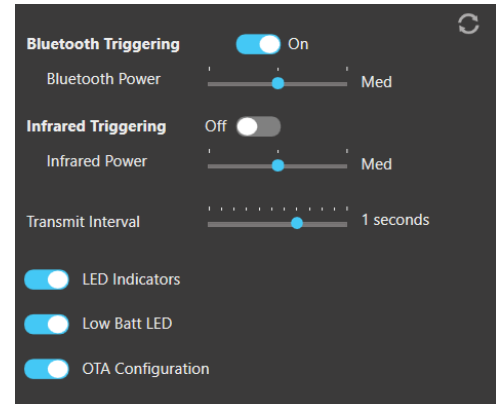 Bluetooth Triggering On
Bluetooth Power Med
Infrared Triggering Off
Infrared Power Med
Transmit Interval 1 seconds
LED Indicators
Low Batt LED
OTA Configuration